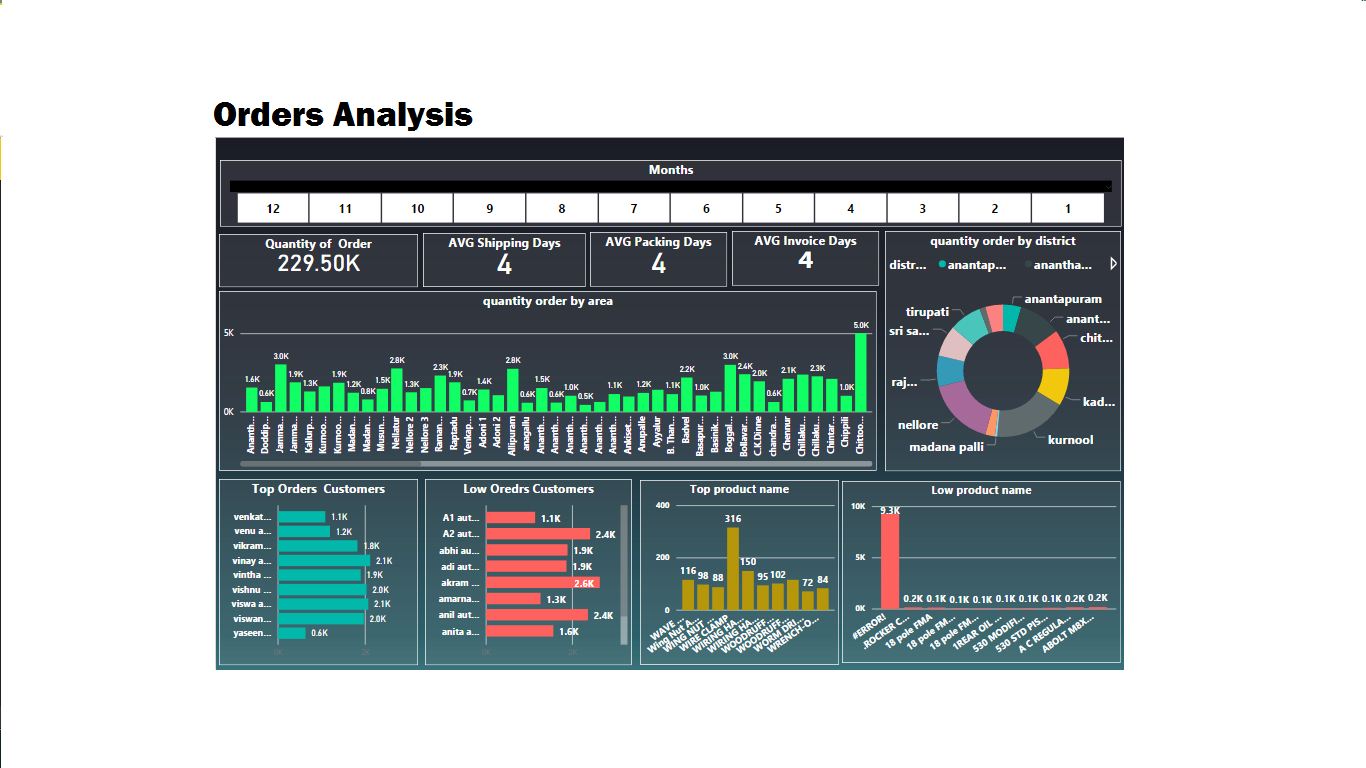 Orders Analysis
Months
12 11 10 9 8 7 6 5 4 3 2 1
Quantity of Order
229.50K
AVG Shipping Days
4
AVG Packing Days
4
AVG Invoice Days
4
quantity order by district
distr... anantap... anantha...
anantapuram
anant...
chit...
kad...
kurnool
madana palli
nellore
raj...
sri sa...
tirupati
quantity order by area
5K
0K
1.6K 0.6K 3.0K 1.9K 1.3K 1.9K 1.2K 0.8K 1.5K 2.8K 1.3K 2.3K 1.9K 0.7K 1.4K 2.8K 0.6K 1.5K 0.6K 1.0K 0.5K 1.1K 1.2K 1.1K 2.2K 1.0K 3.0K 2.4K 2.0K 0.6K 2.1K 2.3K 1.0K 5.0K
Ananth... Doddip... Jamma... Jamma... Kallurp... Kurnoo... Kurnoo... Madan... Madan... Musun... Nellatur Nellore 2 Nellore 3 Raman... Raptadu Venkap... Adoni 1 Adoni 2 Allipuram anagallu Ananth... Ananth... Ananth... Ananth... Ananth... Ananth... Ankiset... Anupalle Ayyalur B. Than... Badvel Basapur... Basinik... Boggal... Bollavar... C.K.Dinne chandra... Chennur Chillaku... Chillaku... Chintar... Chippili Chittoo...
Top Orders Customers
venkat... 1.1K
venu a... 1.2K
vikram... 1.8K
vinay a... 2.1K
vintha ... 1.9K
vishnu ... 2.0K
viswa a... 2.1K
viswan... 2.0K
yaseen... 0.6K
0K 2K
Low Oredrs Customers
A1 aut... 1.1K
A2 aut... 2.4K
abhi au... 1.9K
adi aut... 1.9K
akram ... 2.6K
amarna... 1.3K
anil aut... 2.4K
anita a... 1.6K
0K 2K
Top product name
400
200
0
116 98 88 316 150 95 102 72 84
WAVE ... Wing Nut A... WING NUT ... WIRE CLAMP WIRING HA... WIRING HA... WOODRUFF... WOODRUFF... WORM DRI... WRENCH-O...
Low product name
10K
5K
0K
9.3K 0.2K 0.1K 0.1K 0.1K 0.1K 0.1K 0.1K 0.2K 0.2K
#ERROR! .ROCKER C... 18 pole FMA 18 pole FM... 18 pole FM... 1REAR OIL ... 530 MODIFI... 530 STD PIS... A C REGULA... ABOLT MBX...